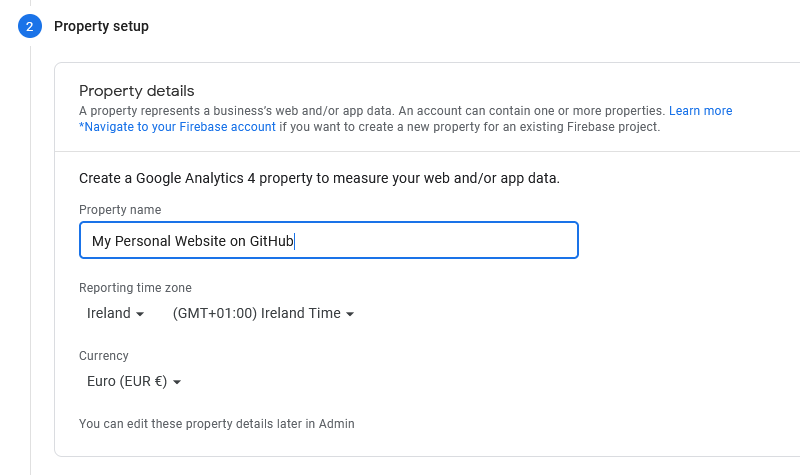 2 Property setup
Property details
A property represents a business's web and/or app data. An account can contain one or more properties. Learn more
*Navigate to your Firebase account if you want to create a new property for an existing Firebase project.
Create a Google Analytics 4 property to measure your web and/or app data.
Property name
My Personal Website on GitHub
Reporting time zone
Ireland (GMT+01:00) Ireland Time
Currency
Euro (EUR €)
You can edit these property details later in Admin